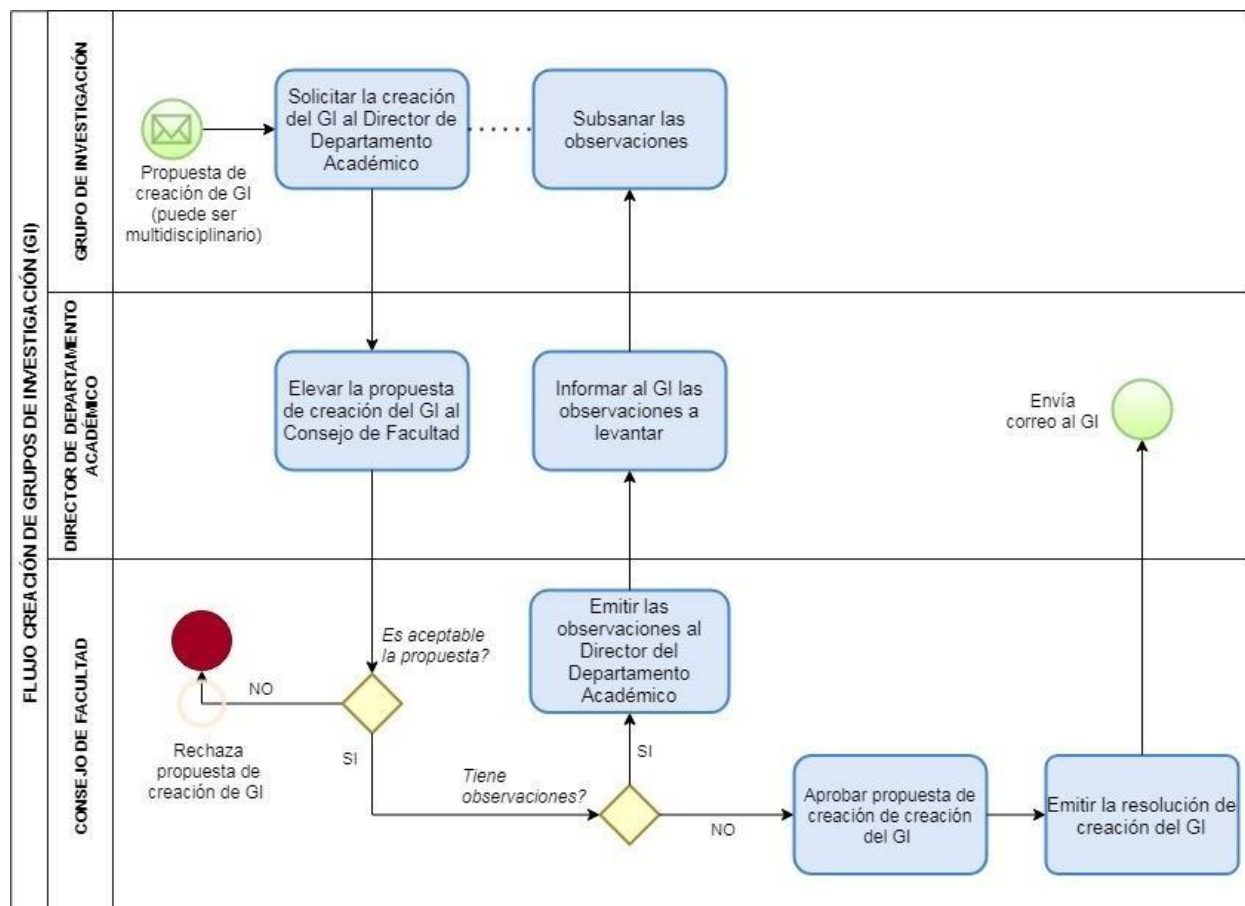 FLUJO CREACIÓN DE GRUPOS DE INVESTIGACIÓN (GI)
GRUPO DE INVESTIGACIÓN
Propuesta de
creación de GI
(puede ser
multidisciplinario)
Solicitar la creación
del GI al Director de
Departamento
Académico
Subsanar las
observaciones
DIRECTOR DE DEPARTAMENTO
ACADÉMICO
Elevar la propuesta
de creación del GI al
Consejo de Facultad
Informar al GI las
observaciones a
levantar
Envía
correo al GI
CONSEJO DE FACULTAD
Rechaza
propuesta de
creación de GI
NO
Es aceptable
la propuesta?
SI
Tiene
observaciones?
Emitir las
observaciones al
Director del
Departamento
Académico
SI
NO
Aprobar propuesta de
creación de creación
del GI
Emitir la resolución de
creación del GI